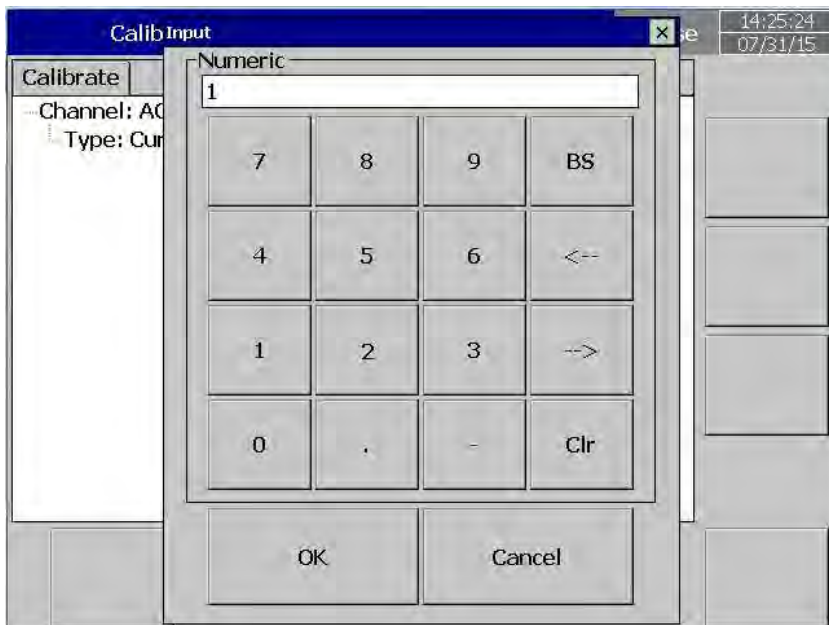 Calib
Input
se
14:25:24
07/31/15
Calibrate
Numeric
1
Channel: AO
Type: Cur
7 8 9 BS
4 5 6 <--
1 2 3 -->
0 . - Clr
OK Cancel